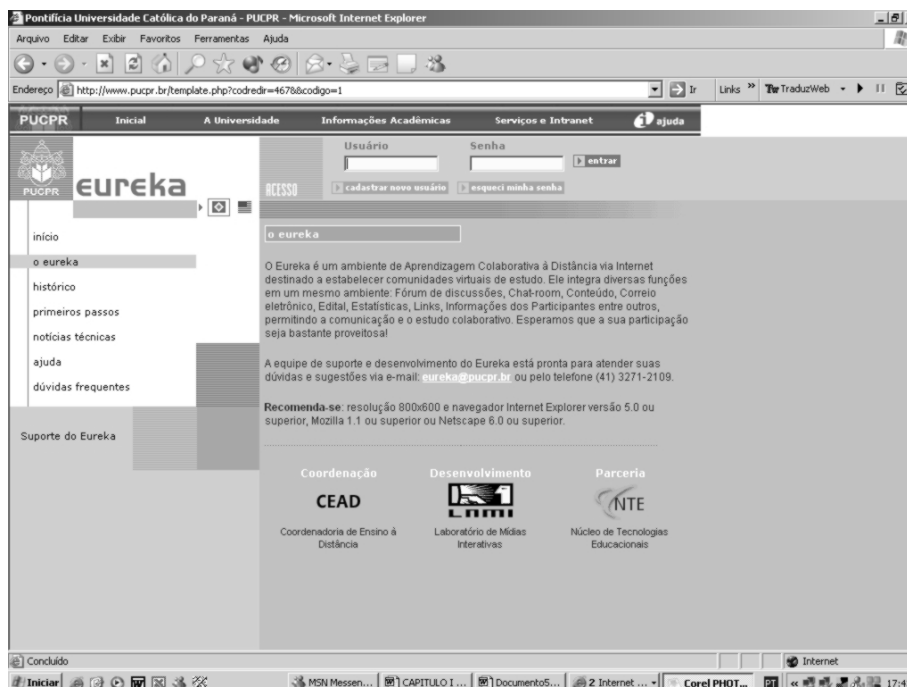 Pontifícia Universidade Católica do Paraná - PUCPR - Microsoft Internet Explorer
Arquivo Editar Exibir Favoritos Ferramentas Ajuda
Endereço http://www.pucpr.br/template.php?codredir=467&&codigo=1 Ir Links » TraduzWeb
PUCPR Inicial A Universidade Informações Acadêmicas Serviços e Intranet i ajuda
Usuário Senha
entrar
PUCPR eureka ACESSO cadastrar novo usuário esqueci minha senha
início
o eureka
histórico
primeiros passos
notícias técnicas
ajuda
dúvidas frequentes
Suporte do Eureka
o eureka
O Eureka é um ambiente de Aprendizagem Colaborativa à Distância via Internet
destinado a estabelecer comunidades virtuais de estudo. Ele integra diversas funções
em um mesmo ambiente: Fórum de discussões, Chat-room, Conteúdo, Correio
eletrônico, Edital, Estatísticas, Links, Informações dos Participantes entre outros,
permitindo a comunicação e o estudo colaborativo. Esperamos que a sua participação
seja bastante proveitosa!
A equipe de suporte e desenvolvimento do Eureka está pronta para atender suas
dúvidas e sugestões via e-mail: eureka@pucpr.br ou pelo telefone (41) 3271-2109.
Recomenda-se: resolução 800x600 e navegador Internet Explorer versão 5.0 ou
superior, Mozilla 1.1 ou superior ou Netscape 6.0 ou superior.
Coordenação Desenvolvimento Parceria
CEAD LAMI NTE
Coordenadoria de Ensino à Laboratório de Mídias Núcleo de Tecnologias
Distância Interativas Educacionais
Concluído Internet
Iniciar MSN Messen... CAPITULO I ... Documento5... 2 Internet ... Corel PHOT... PT « 17:4